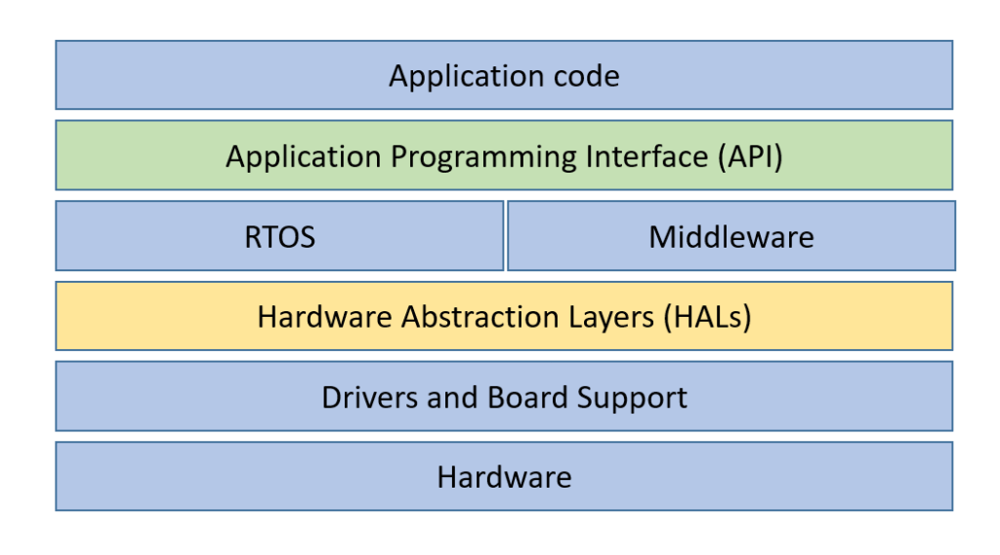 Application code
Application Programming Interface (API)
RTOS
Middleware
Hardware Abstraction Layers (HALs)
Drivers and Board Support
Hardware